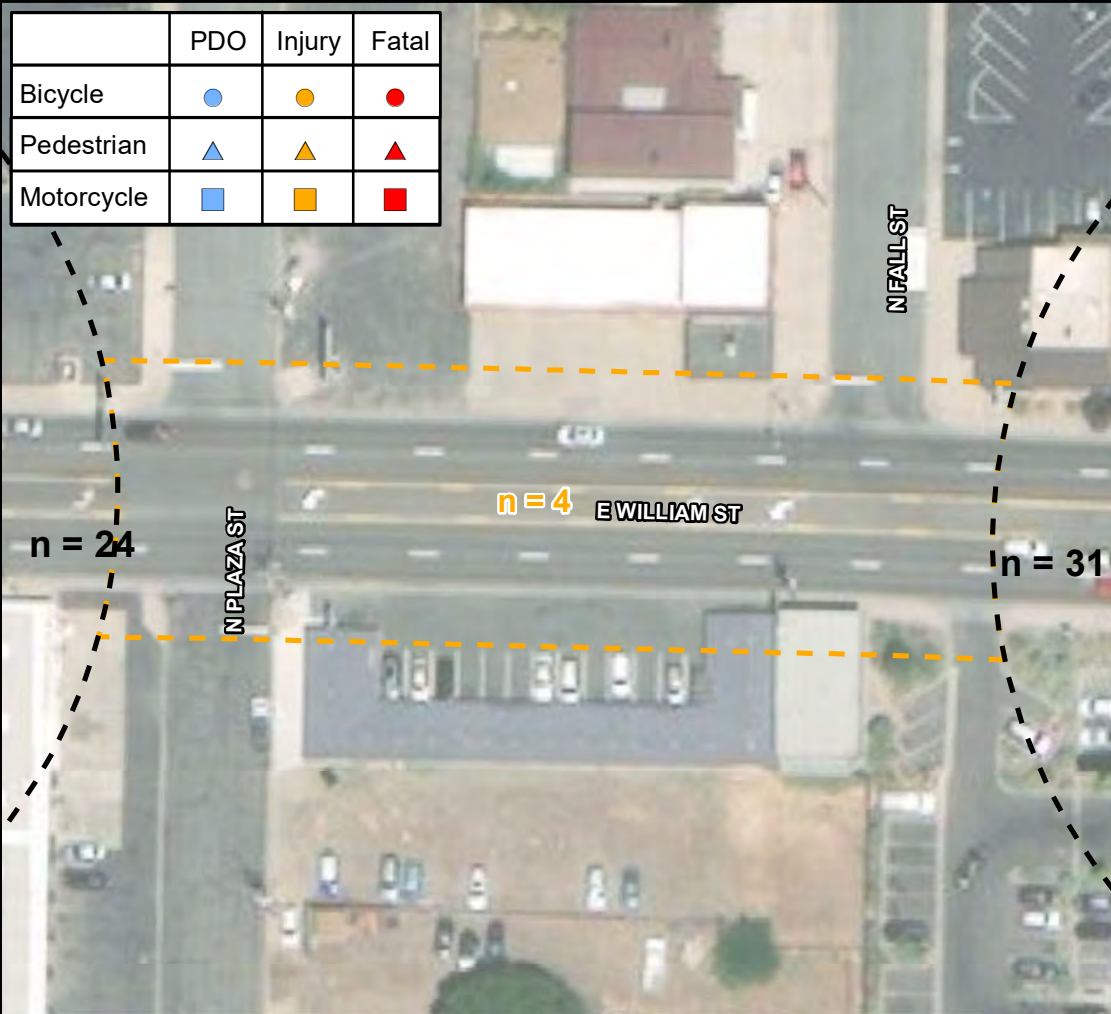 PDO Injury Fatal
Bicycle
Pedestrian
Motorcycle
N FALL ST
n = 4
E WILLIAM ST
N PLAZA ST
n = 24
n = 31